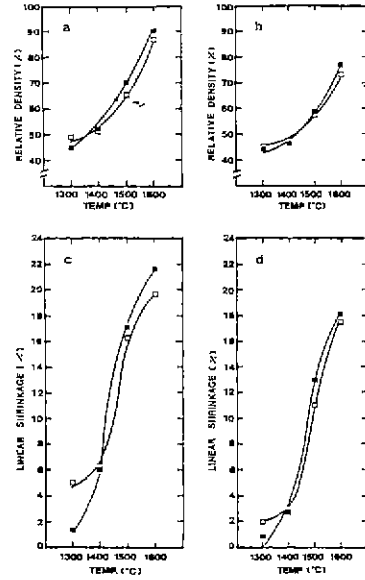 a
RELATIVE DENSITY (%)
100
90
80
70
60
50
40
1300 1400 1500 1600
TEMP (°C)
b
RELATIVE DENSITY (%)
100
90
80
70
60
50
40
1300 1400 1500 1600
TEMP (°C)
c
LINEAR SHRINKAGE (%)
24
22
20
18
16
14
12
10
8
6
4
2
0
1300 1400 1500 1600
TEMP (°C)
d
LINEAR SHRINKAGE (%)
24
22
20
18
16
14
12
10
8
6
4
2
0
1300 1400 1500 1600
TEMP (°C)